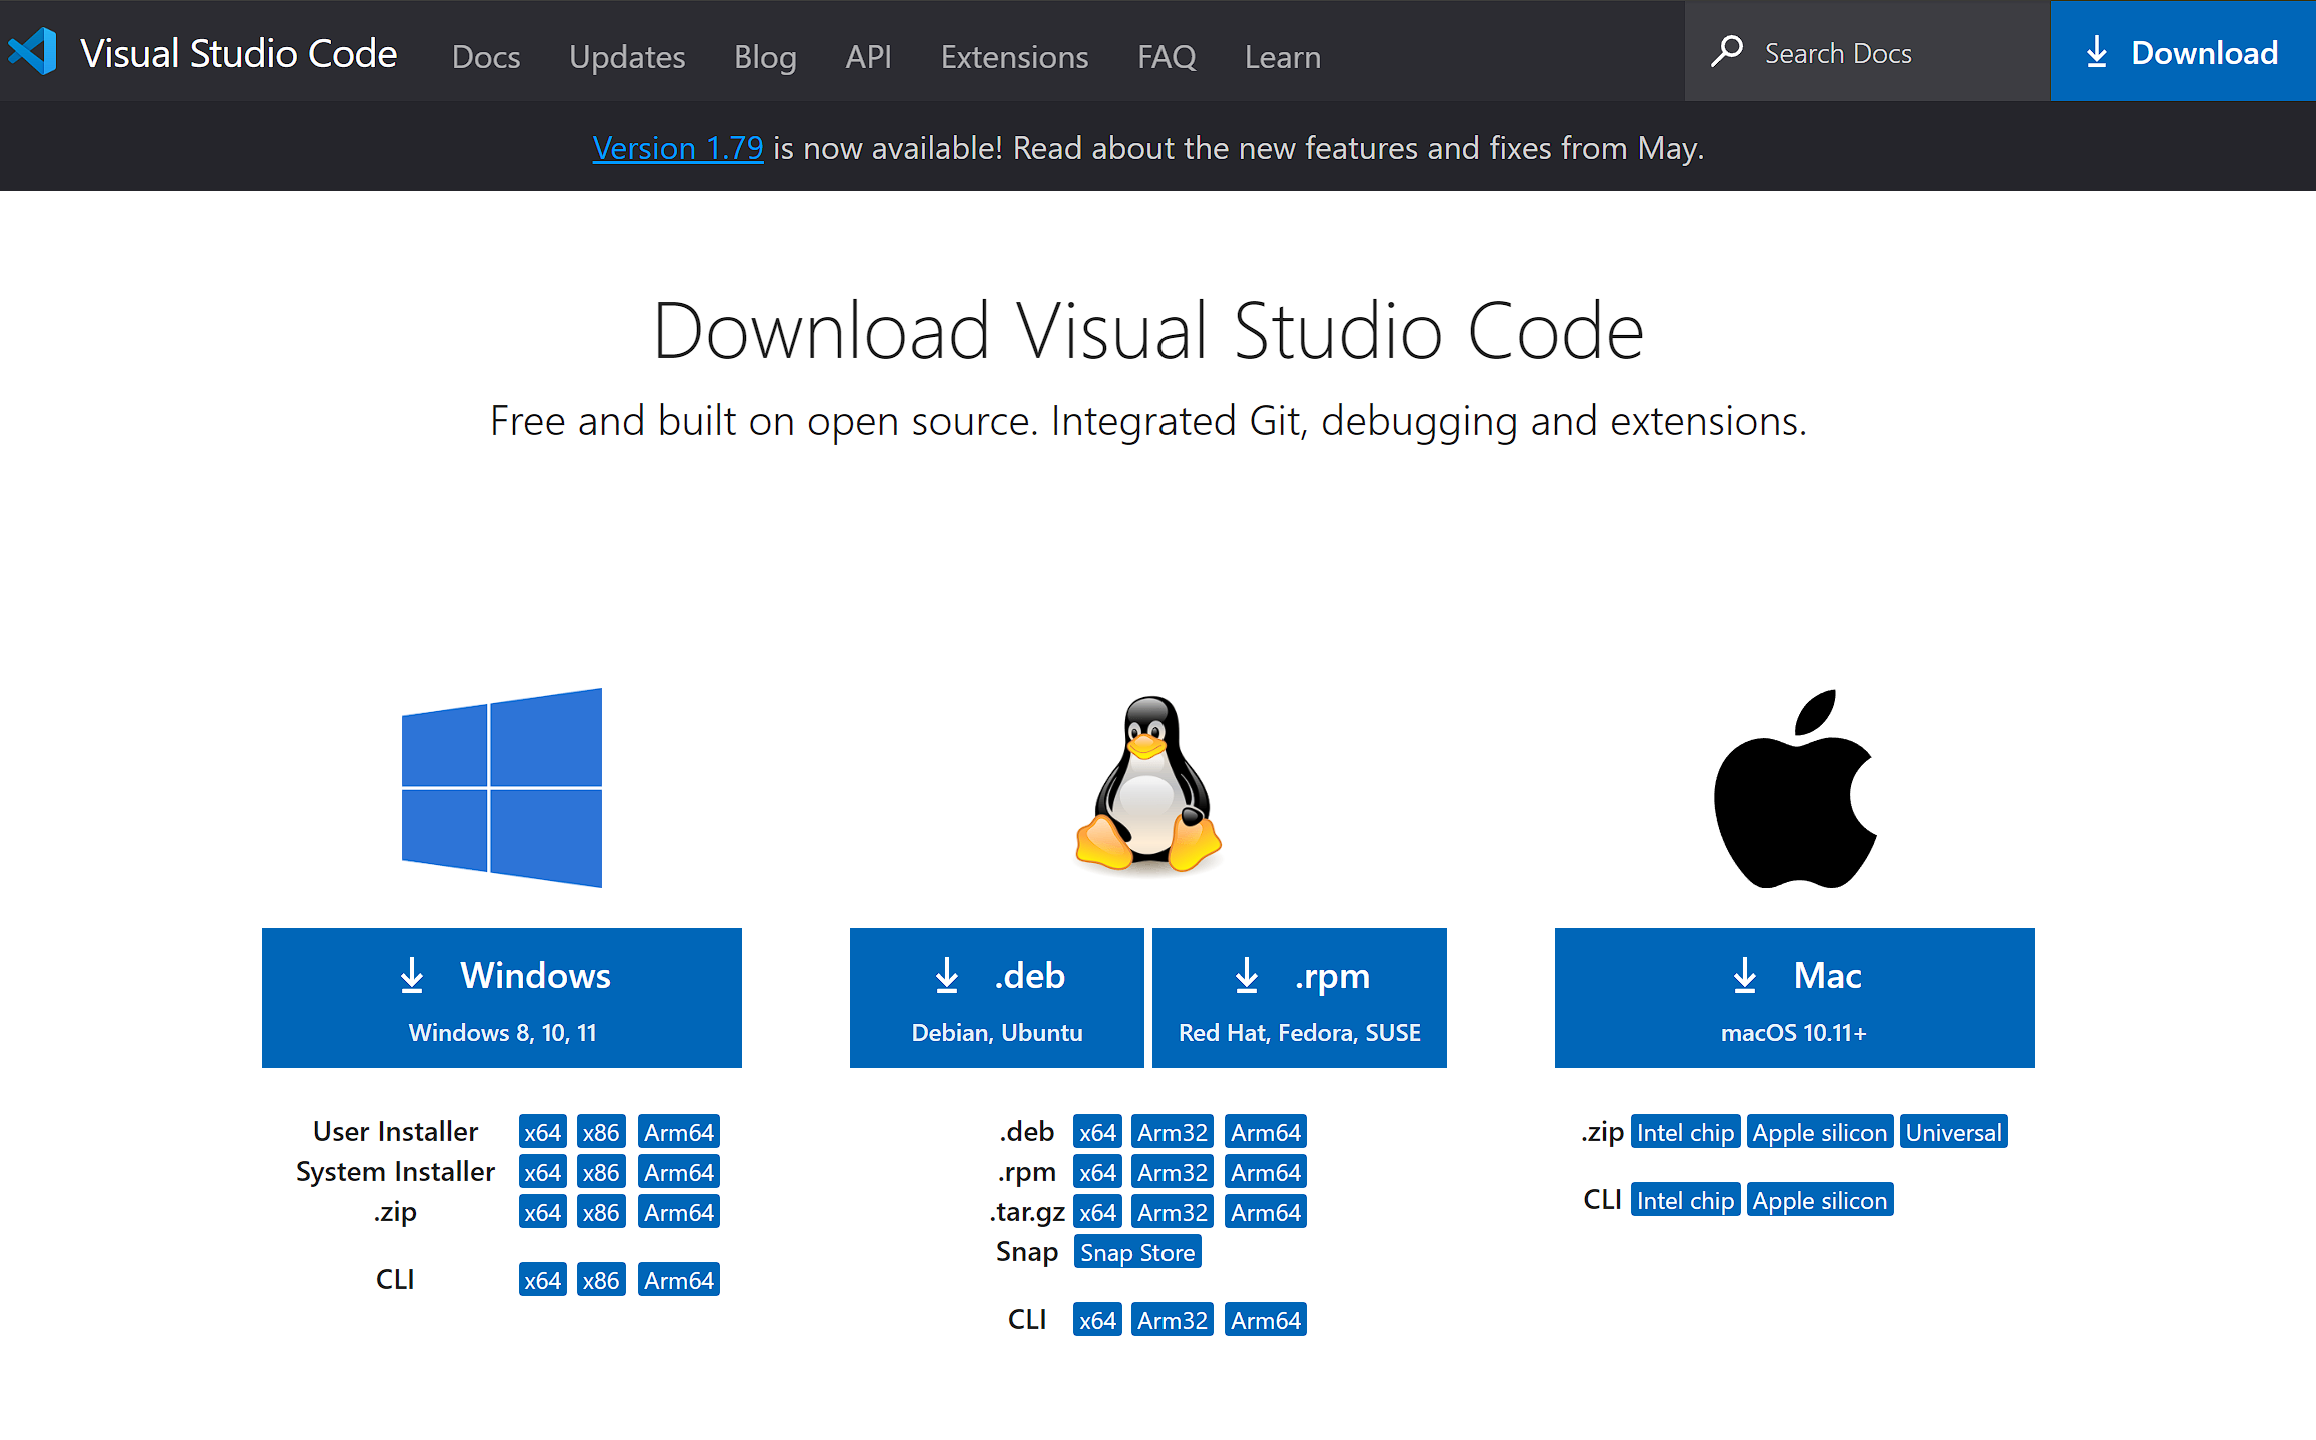 Visual Studio Code Docs Updates Blog API Extensions FAQ Learn Search Docs Download
Version 1.79 is now available! Read about the new features and fixes from May.
Download Visual Studio Code
Free and built on open source. Integrated Git, debugging and extensions.
Windows
Windows 8, 10, 11
User Installer x64 x86 Arm64
System Installer x64 x86 Arm64
.zip x64 x86 Arm64
CLI x64 x86 Arm64
.deb
Debian, Ubuntu
.rpm
Red Hat, Fedora, SUSE
.deb x64 Arm32 Arm64
.rpm x64 Arm32 Arm64
.tar.gz x64 Arm32 Arm64
Snap Snap Store
CLI x64 Arm32 Arm64
Mac
macOS 10.11+
.zip Intel chip Apple silicon Universal
CLI Intel chip Apple silicon